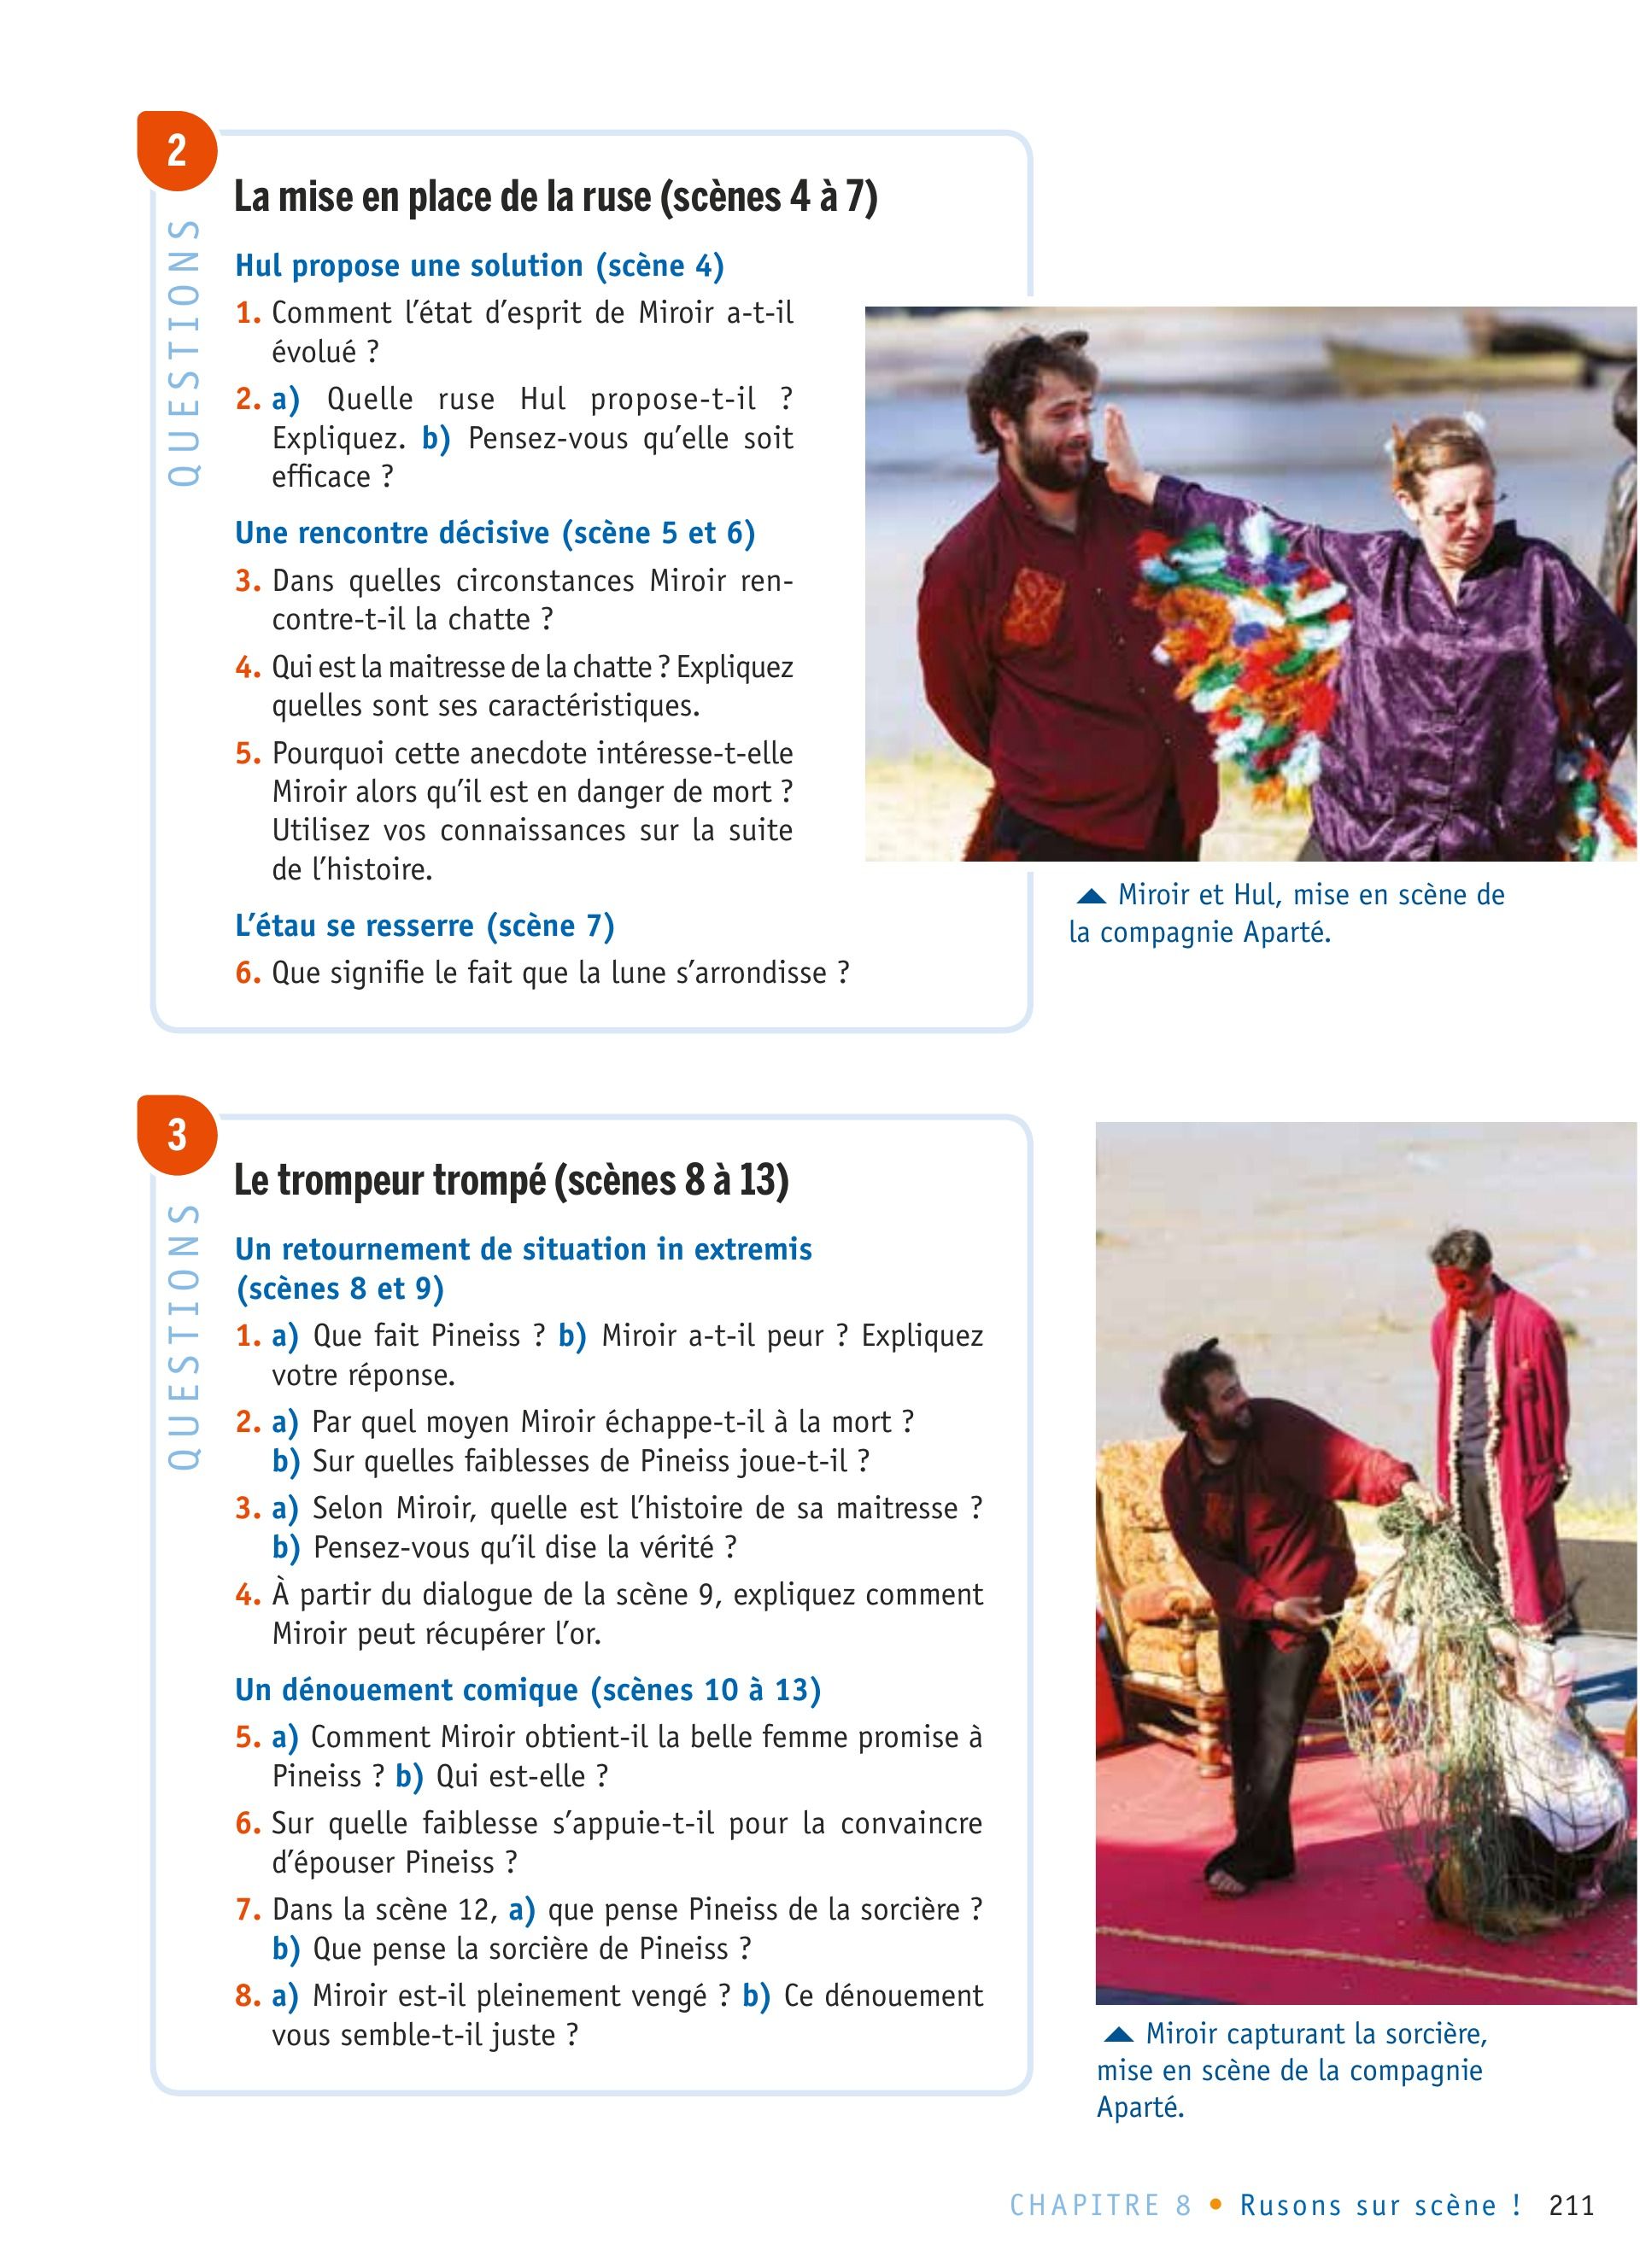 2
QUESTIONS
La mise en place de la ruse (scènes 4 à 7)
Hul propose une solution (scène 4)
1. Comment l’état d’esprit de Miroir a-t-il
évolué ?
2. a) Quelle ruse Hul propose-t-il ?
Expliquez. b) Pensez-vous qu’elle soit
efficace ?
Une rencontre décisive (scène 5 et 6)
3. Dans quelles circonstances Miroir ren-
contre-t-il la chatte ?
4. Qui est la maitresse de la chatte ? Expliquez
quelles sont ses caractéristiques.
5. Pourquoi cette anecdote intéresse-t-elle
Miroir alors qu’il est en danger de mort ?
Utilisez vos connaissances sur la suite
de l’histoire.
L’étau se resserre (scène 7)
6. Que signifie le fait que la lune s’arrondisse ?
Miroir et Hul, mise en scène de
la compagnie Aparté.
3
QUESTIONS
Le trompeur trompé (scènes 8 à 13)
Un retournement de situation in extremis
(scènes 8 et 9)
1. a) Que fait Pineiss ? b) Miroir a-t-il peur ? Expliquez
votre réponse.
2. a) Par quel moyen Miroir échappe-t-il à la mort ?
b) Sur quelles faiblesses de Pineiss joue-t-il ?
3. a) Selon Miroir, quelle est l’histoire de sa maitresse ?
b) Pensez-vous qu’il dise la vérité ?
4. À partir du dialogue de la scène 9, expliquez comment
Miroir peut récupérer l’or.
Un dénouement comique (scènes 10 à 13)
5. a) Comment Miroir obtient-il la belle femme promise à
Pineiss ? b) Qui est-elle ?
6. Sur quelle faiblesse s’appuie-t-il pour la convaincre
d’épouser Pineiss ?
7. Dans la scène 12, a) que pense Pineiss de la sorcière ?
b) Que pense la sorcière de Pineiss ?
8. a) Miroir est-il pleinement vengé ? b) Ce dénouement
vous semble-t-il juste ?
Miroir capturant la sorcière,
mise en scène de la compagnie
Aparté.
CHAPITRE 8 • Rusons sur scène ! 211